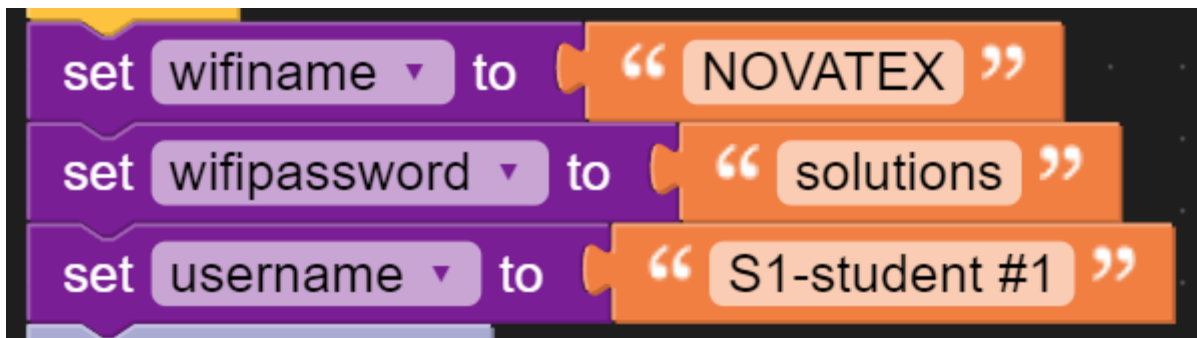 set wifiname ▾ to “ NOVATEX ”
set wifipassword ▾ to “ solutions ”
set username ▾ to “ S1-student #1 ”